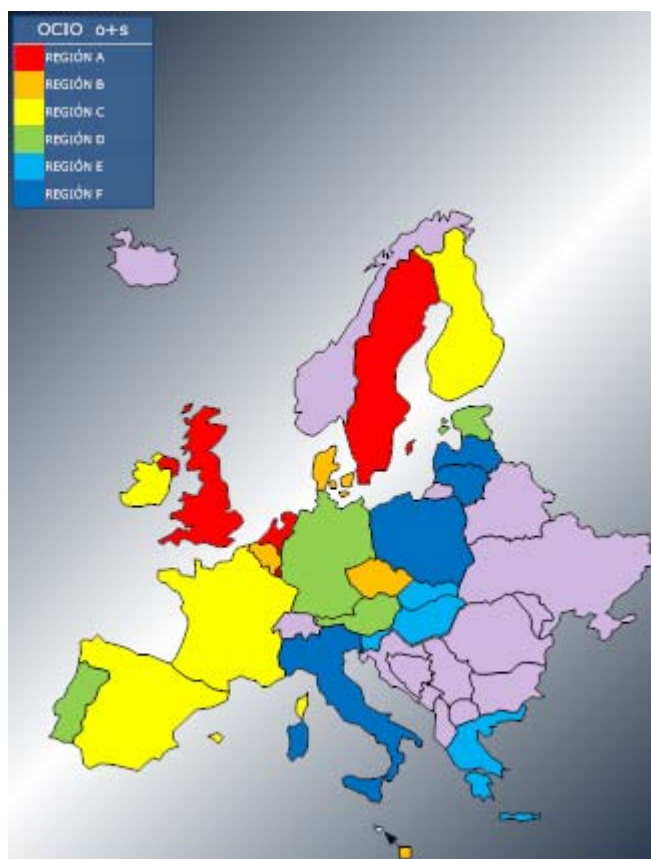 OCIO o+s
REGIÓN A
REGIÓN B
REGIÓN C
REGIÓN D
REGIÓN E
REGIÓN F